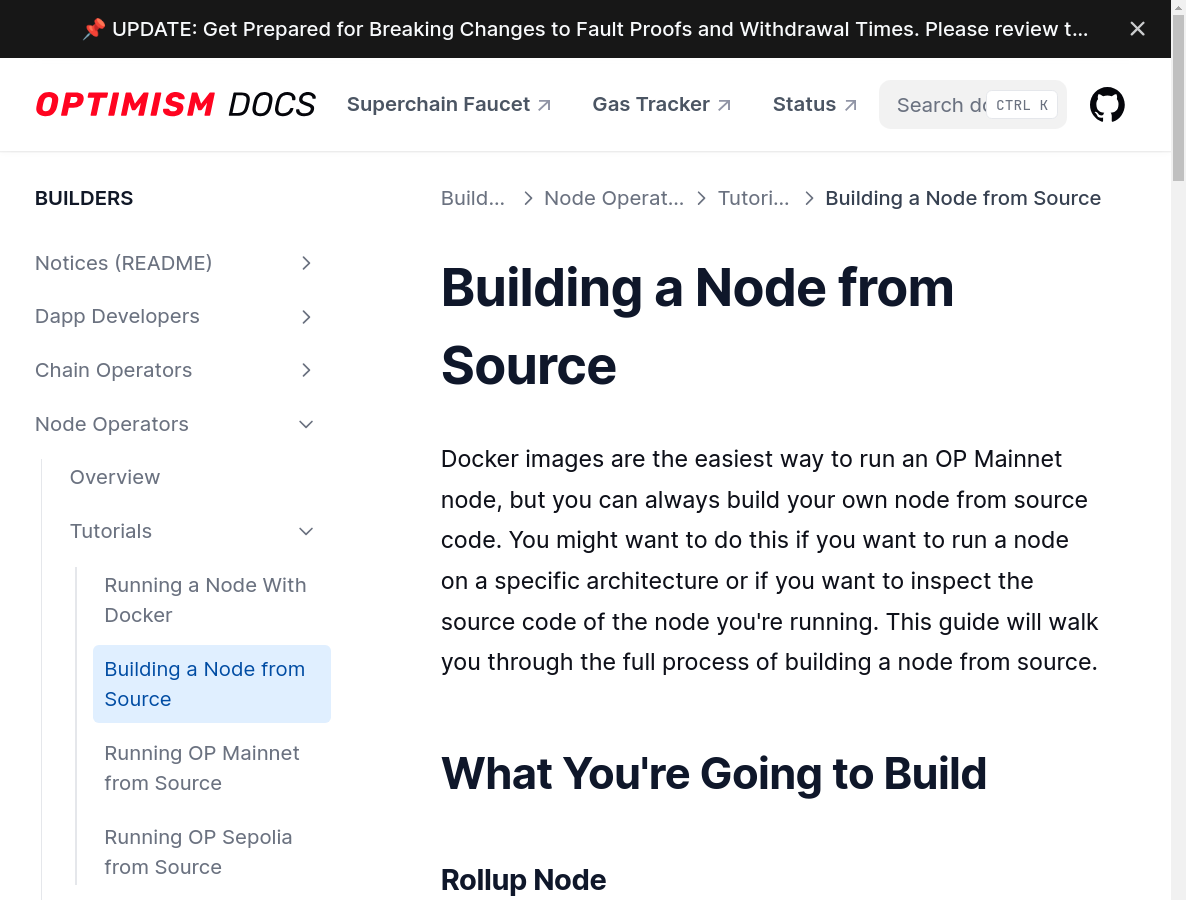 📌 UPDATE: Get Prepared for Breaking Changes to Fault Proofs and Withdrawal Times. Please review t...
OPTIMISM DOCS
Superchain Faucet
Gas Tracker
Status
Search do
CTRL K
BUILDERS
Notices (README)
Dapp Developers
Chain Operators
Node Operators
Overview
Tutorials
Running a Node With
Docker
Building a Node from
Source
Running OP Mainnet
from Source
Running OP Sepolia
from Source
Build... > Node Operat... > Tutori... > Building a Node from Source
Building a Node from
Source
Docker images are the easiest way to run an OP Mainnet
node, but you can always build your own node from source
code. You might want to do this if you want to run a node
on a specific architecture or if you want to inspect the
source code of the node you're running. This guide will walk
you through the full process of building a node from source.
What You're Going to Build
Rollup Node